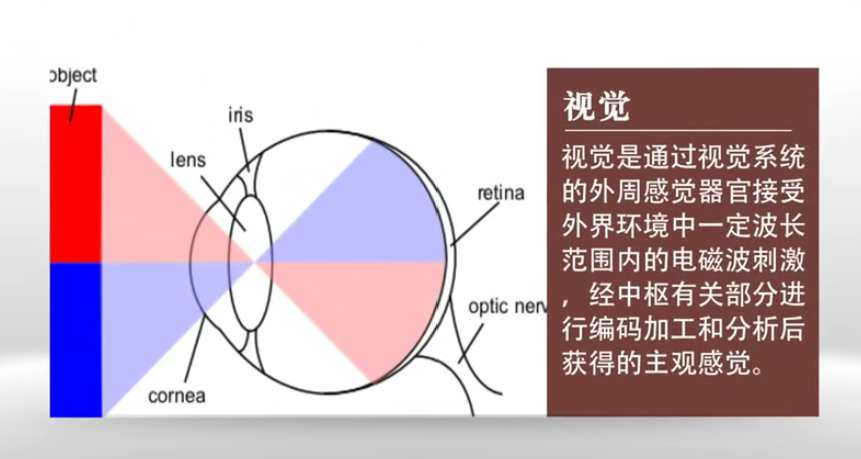 object
iris
lens
retina
optic nerv
cornea
视觉
视觉是通过视觉系统
的外周感觉器官接受
外界环境中一定波长
范围内的电磁波刺激
，经中枢有关部分进
行编码加工和分析后
获得的主观感觉。